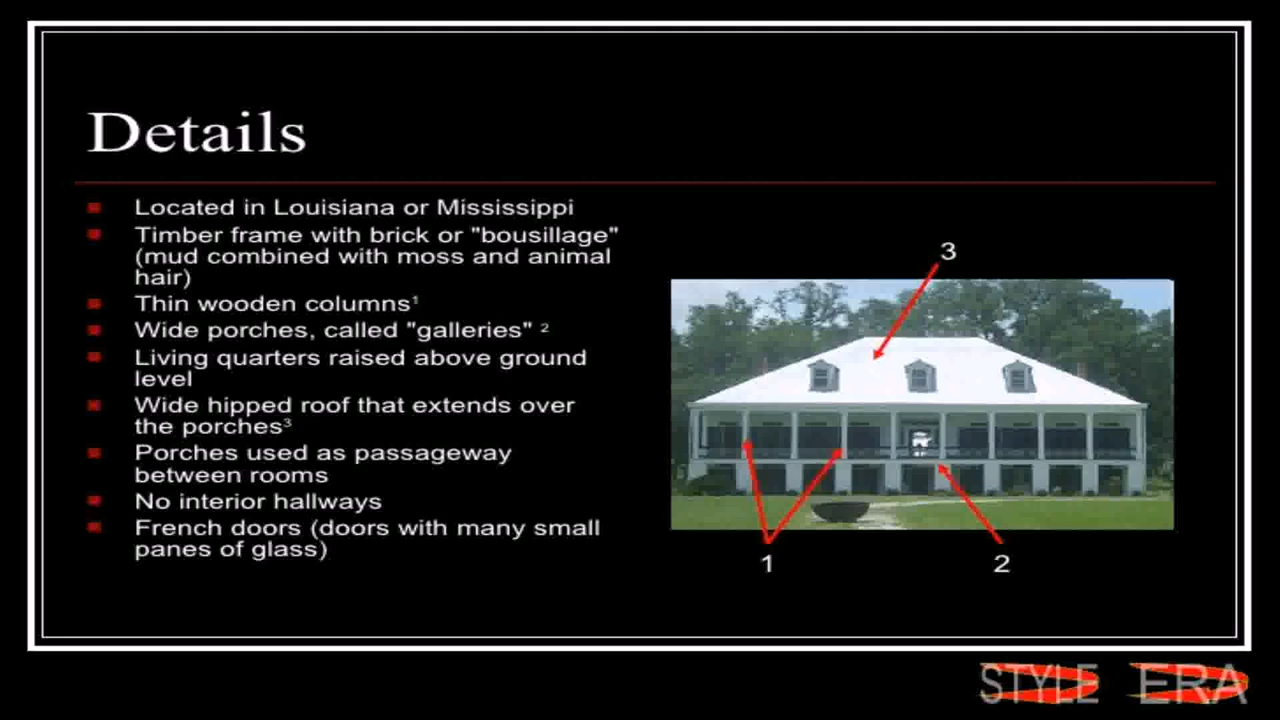 Details
Located in Louisiana or Mississippi
Timber frame with brick or "bousillage"
(mud combined with moss and animal
hair)
Thin wooden columns¹
Wide porches, called "galleries" ²
Living quarters raised above ground
level
Wide hipped roof that extends over
the porches³
Porches used as passageway
between rooms
No interior hallways
French doors (doors with many small
panes of glass)
3
1
2
STYLE ERA